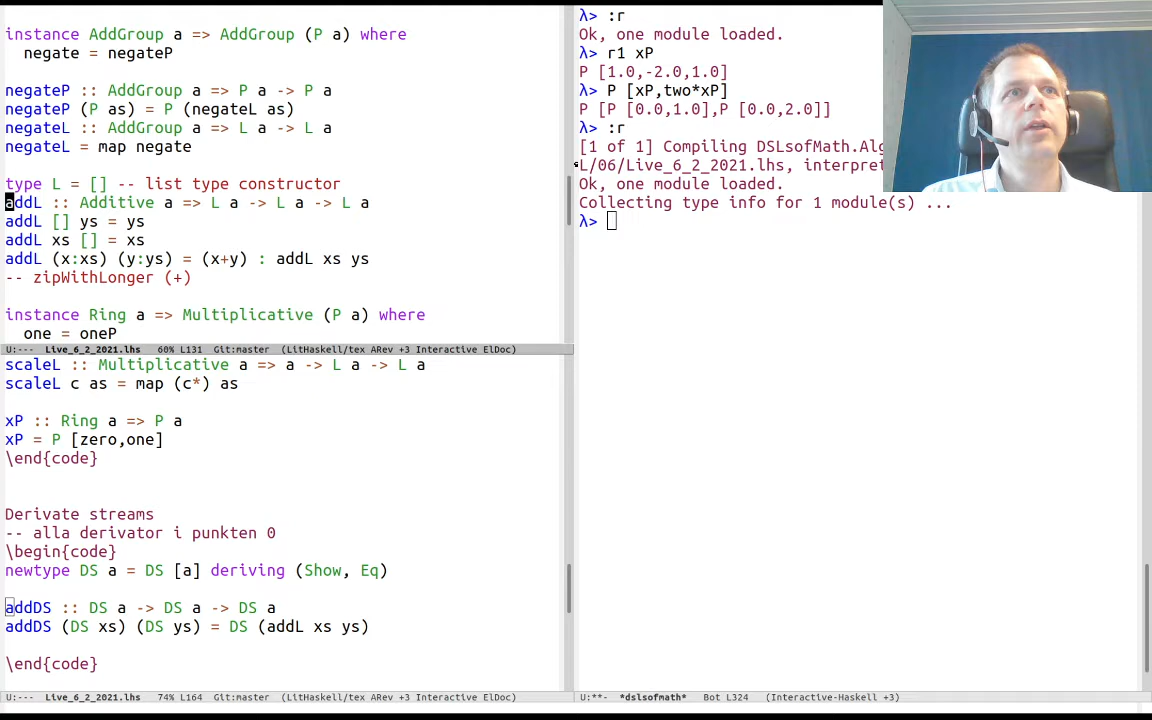 instance AddGroup a => AddGroup (P a) where
  negate = negateP
negateP :: AddGroup a => P a -> P a
negateP (P as) = P (negateL as)
negateL :: AddGroup a => L a -> L a
negateL = map negate
type L = [] -- list type constructor
addL :: Additive a => L a -> L a -> L a
addL [] ys = ys
addL xs [] = xs
addL (x:xs) (y:ys) = (x+y) : addL xs ys
-- zipWithLonger (+)
instance Ring a => Multiplicative (P a) where
  one = oneP
U:--- Live_6_2_2021.lhs 60% L131 Git:master (LitHaskell/tex ARev +3 Interactive ElDoc)
scaleL :: Multiplicative a => a -> L a -> L a
scaleL c as = map (c*) as
xP :: Ring a => P a
xP = P [zero,one]
\end{code}
Derivate streams
-- alla derivator i punkten 0
\begin{code}
newtype DS a = DS [a] deriving (Show, Eq)
addDS :: DS a -> DS a -> DS a
addDS (DS xs) (DS ys) = DS (addL xs ys)
\end{code}
U:--- Live_6_2_2021.lhs 74% L164 Git:master (LitHaskell/tex ARev +3 Interactive ElDoc)
λ> :r
Ok, one module loaded.
λ> r1 xP
P [1.0,-2.0,1.0]
λ> P [xP,two*xP]
P [P [0.0,1.0],P [0.0,2.0]]
λ> :r
[1 of 1] Compiling DSLsofMath.Alg
L/06/Live_6_2_2021.lhs, interpret
Ok, one module loaded.
Collecting type info for 1 module(s) ...
λ>
U:**- *dslsofmath* Bot L324 (Interactive-Haskell +3)